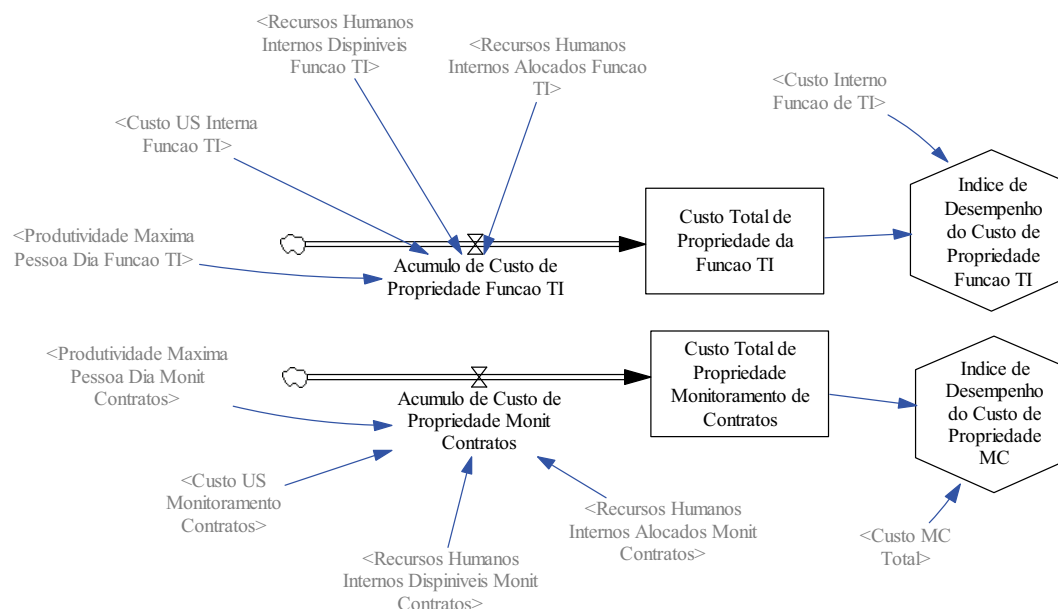 <Recursos Humanos
Internos Dispiniveis
Funcao TI>
<Recursos Humanos
Internos Alocados Funcao
TI>
<Custo Interno
Funcao de TI>
<Custo US Interna
Funcao TI>
<Produtividade Maxima
Pessoa Dia Funcao TI>
Acumulo de Custo de
Propriedade Funcao TI
Custo Total de
Propriedade da
Funcao TI
Indice de
Desempenho
do Custo de
Propriedade
Funcao TI
<Produtividade Maxima
Pessoa Dia Monit
Contratos>
Acumulo de Custo de
Propriedade Monit
Contratos
Custo Total de
Propriedade
Monitoramento de
Contratos
Indice de
Desempenho
do Custo de
Propriedade
MC
<Custo US
Monitoramento
Contratos>
<Recursos Humanos
Internos Dispiniveis Monit
Contratos>
<Recursos Humanos
Internos Alocados Monit
Contratos>
<Custo MC
Total>